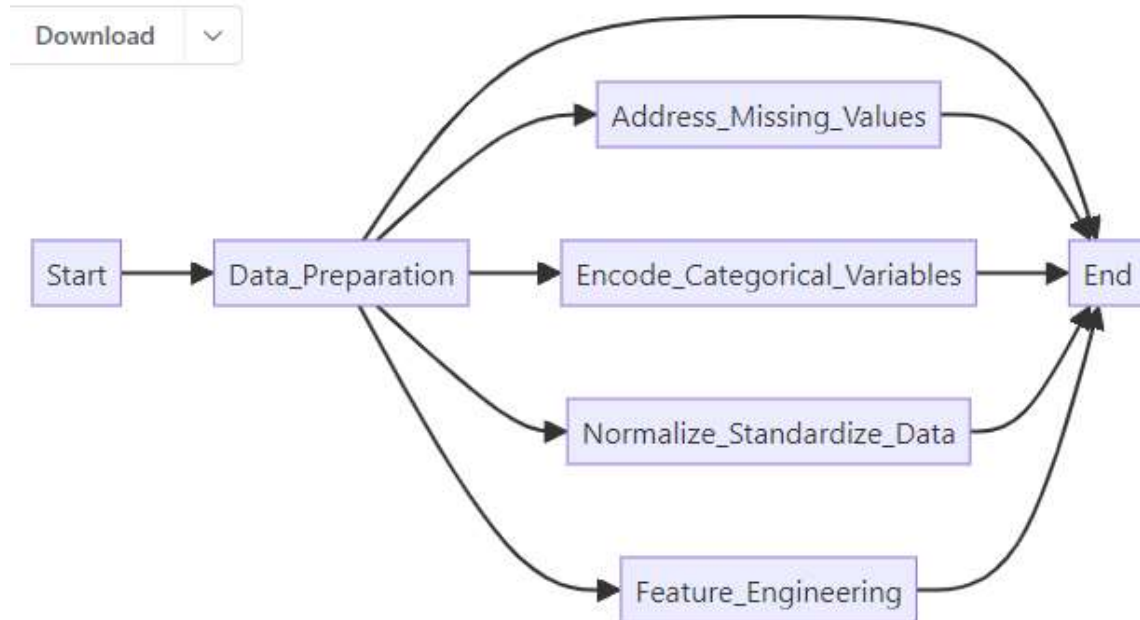 Download
Address_Missing_Values
Start
Data_Preparation
Encode_Categorical_Variables
End
Normalize_Standardize_Data
Feature_Engineering